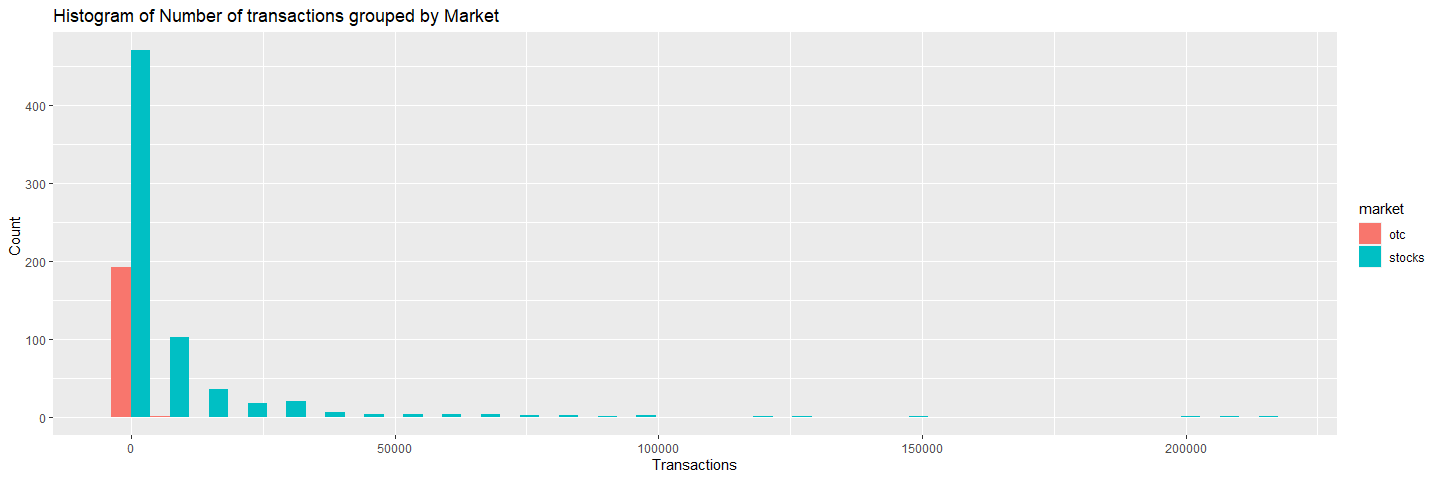 Histogram of Number of transactions grouped by Market
400
300
200
100
0
Count
0 50000 100000 150000 200000
Transactions
market
otc
stocks